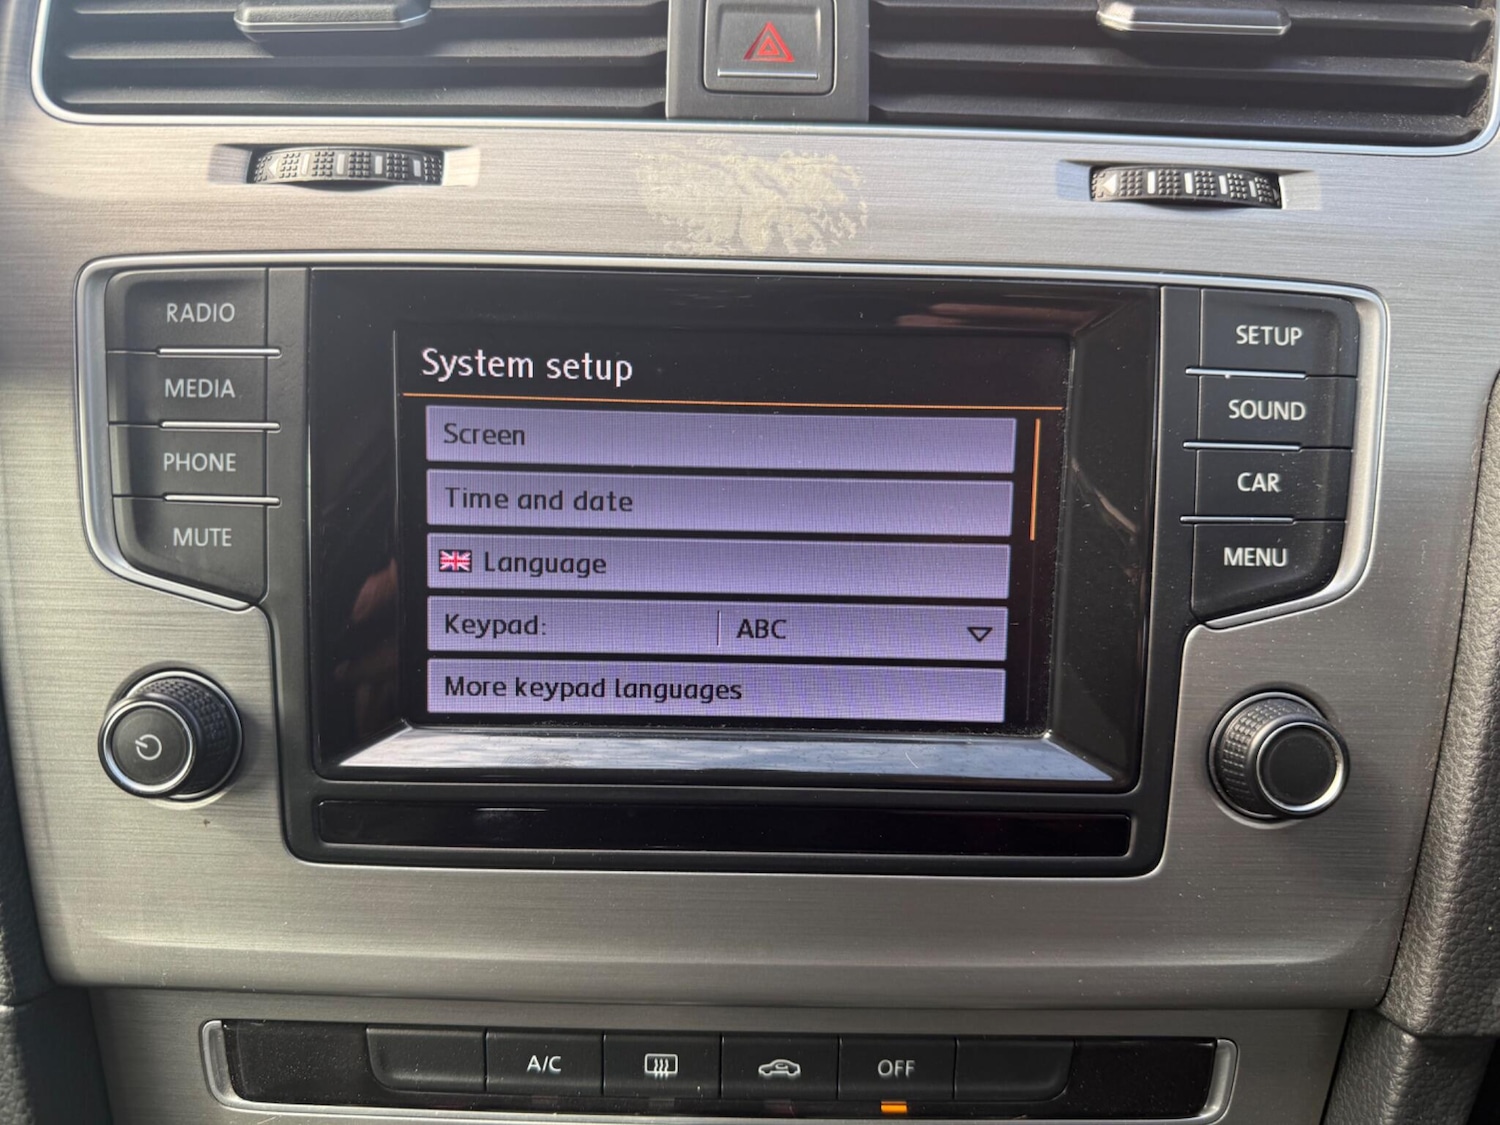 RADIO
MEDIA
PHONE
MUTE
System setup
Screen
Time and date
Language
Keypad: ABC
More keypad languages
SETUP
SOUND
CAR
MENU
A/C
OFF